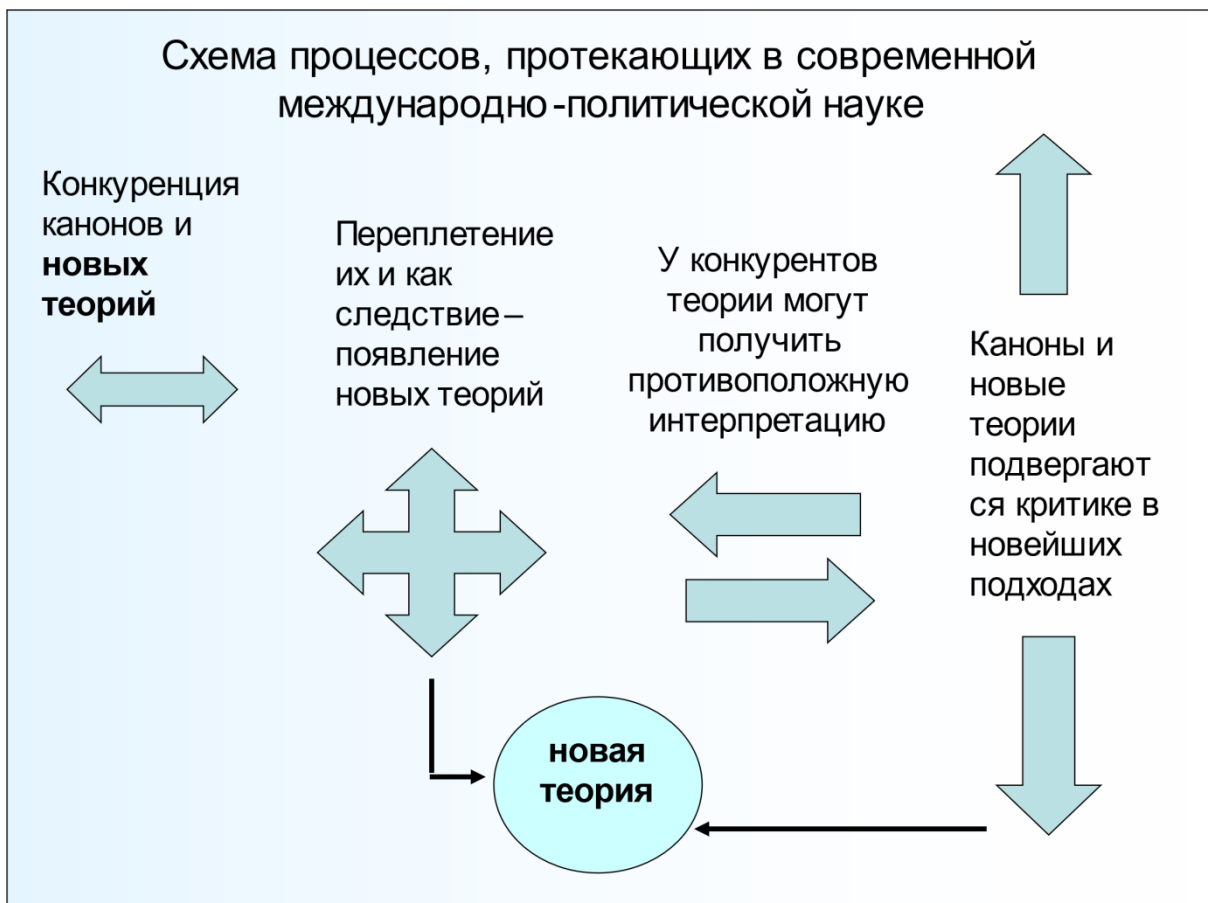 Схема процессов, протекающих в современной
международно-политической науке
Конкуренция
канонов и
новых
теорий
Переплетение
их и как
следствие –
появление
новых теорий
У конкурентов
теории могут
получить
противоположную
интерпретацию
Каноны и
новые
теории
подвергают
ся критике в
новейших
подходах
новая
теория